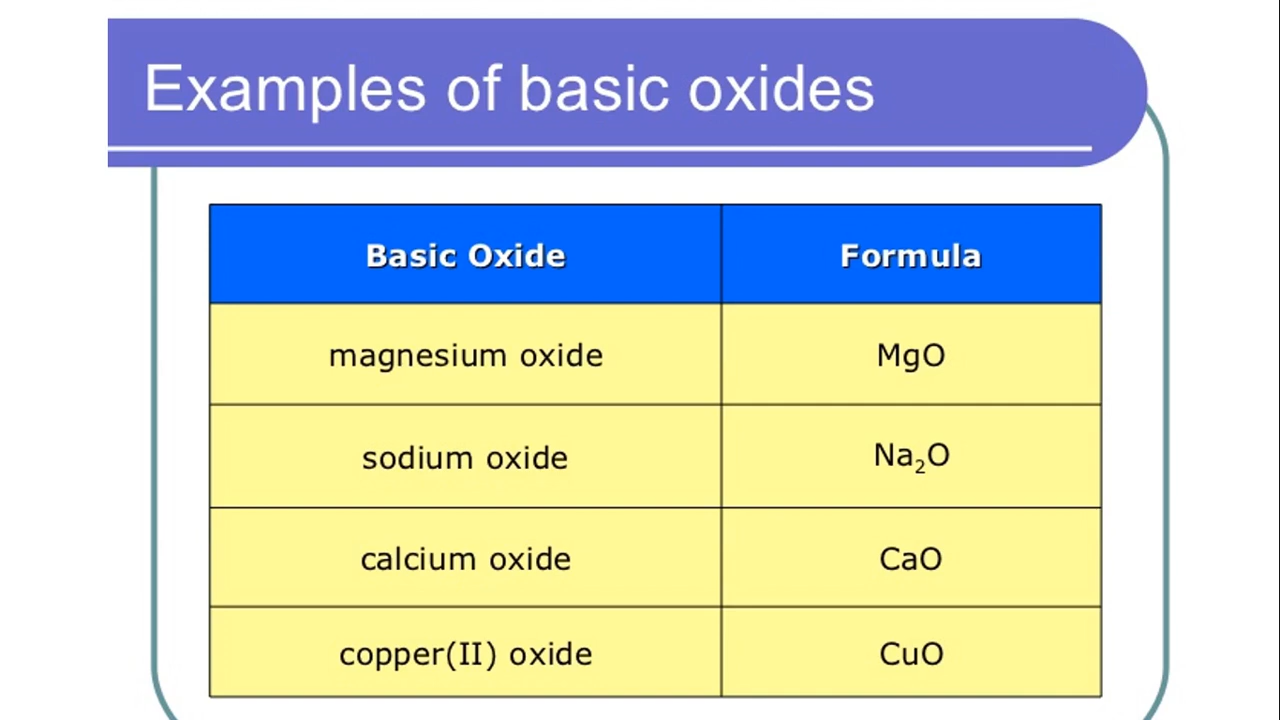 Examples of basic oxides
Basic Oxide Formula
magnesium oxide MgO
sodium oxide Na₂O
calcium oxide CaO
copper(II) oxide CuO